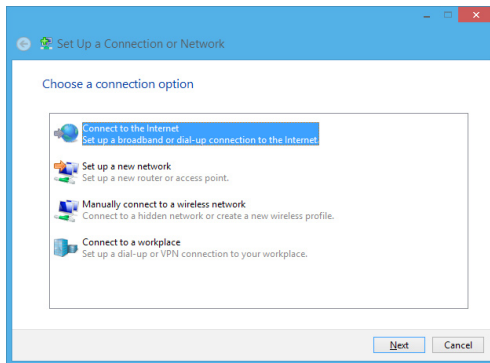 Set Up a Connection or Network
Choose a connection option
Connect to the Internet
Set up a broadband or dial-up connection to the Internet.
Set up a new network
Set up a new router or access point.
Manually connect to a wireless network
Connect to a hidden network or create a new wireless profile.
Connect to a workplace
Set up a dial-up or VPN connection to your workplace.
Next Cancel